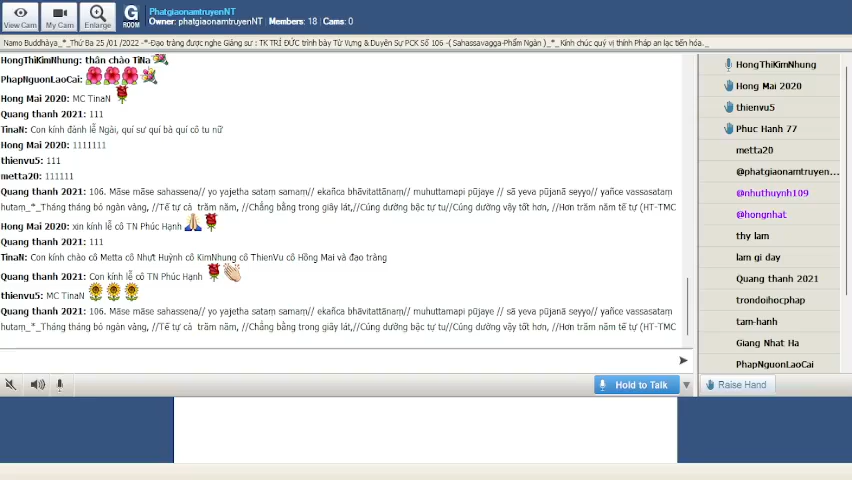 View Cam
My Cam
Enlarge
G
ROOM
PhatgiaonamtruyenNT
Owner: phatgiaonamtruyenNT | Members: 18 | Cams: 0
Namo Buddhàya_*_Thứ Ba 25 /01 /2022 -*-Đạo tràng được nghe Giảng sư : TK TRÍ ĐỨC trình bày Từ Vựng & Duyên Sự PCK Số 106 -( Sahassavagga-Phẩm Ngàn )_*_Kính chúc quý vị thính Pháp an lạc tiến hóa._
HongThiKimNhung: thân chào TiNa
PhapNguonLaoCai:
Hong Mai 2020: MC TinaN
Quang thanh 2021: 111
TinaN: Con kính đảnh lễ Ngài, quí sư quí bà quí cô tu nữ
Hong Mai 2020: 1111111
thienvu5: 111
metta20: 111111
Quang thanh 2021: 106. Māse māse sahassena// yo yajetha sataṃ samaṃ// ekañca bhāvitattānaṃ// muhuttamapi pūjaye // sā yeva pūjanā seyyo// yañce vassasataṃ
hutaṃ_*_Tháng tháng bỏ ngàn vàng, //Tế tự cả trăm năm, //Chẳng bằng trong giây lát,//Cúng dường bậc tự tu//Cúng dường vậy tốt hơn, //Hơn trăm năm tế tự (HT-TMC
Hong Mai 2020: xin kính lễ cô TN Phúc Hạnh
Quang thanh 2021: 111
TinaN: Con kính chào cô Metta cô Nhựt Huỳnh cô KimNhung cô ThienVu cô Hồng Mai và đạo tràng
Quang thanh 2021: Con kính lễ cô TN Phúc Hạnh
thienvu5: MC TinaN
Quang thanh 2021: 106. Māse māse sahassena// yo yajetha sataṃ samaṃ// ekañca bhāvitattānaṃ// muhuttamapi pūjaye // sā yeva pūjanā seyyo// yañce vassasataṃ
hutaṃ_*_Tháng tháng bỏ ngàn vàng, //Tế tự cả trăm năm, //Chẳng bằng trong giây lát,//Cúng dường bậc tự tu//Cúng dường vậy tốt hơn, //Hơn trăm năm tế tự (HT-TMC
Hold to Talk
HongThiKimNhung
Hong Mai 2020
thienvu5
Phuc Hanh 77
metta20
@phatgiaonamtruyen...
@nhuthuynh109
@hongnhat
thy lam
lam gi day
Quang thanh 2021
trondoihocphap
tam-hanh
Giang Nhat Ha
PhapNguonLaoCai
Raise Hand